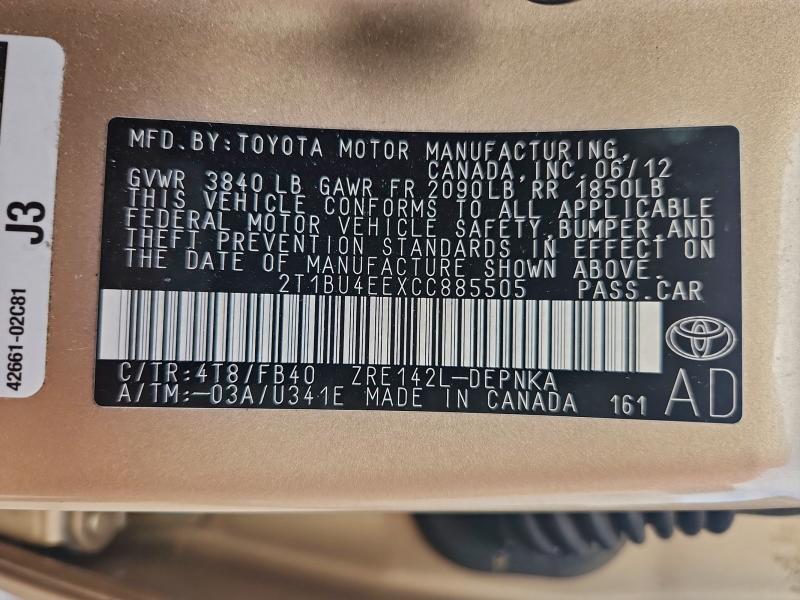 MFD.BY:TOYOTA MOTOR MANUFACTURING,
CANADA,INC.06/12
GVWR 3840 LB GAWR FR 2090LB RR 1850LB
THIS VEHICLE CONFORMS TO ALL APPLICABLE
FEDERAL MOTOR VEHICLE SAFETY,BUMPER,AND
THEFT PREVENTION STANDARDS IN EFFECT ON
THE DATE OF MANUFACTURE SHOWN ABOVE.
2T1BU4EEXCC885505 PASS.CAR
C/TR:4T8/FB40 ZRE142L-DEPNKA
A/TM:-03A/U341E MADE IN CANADA 161 AD
J3
42661-02C81